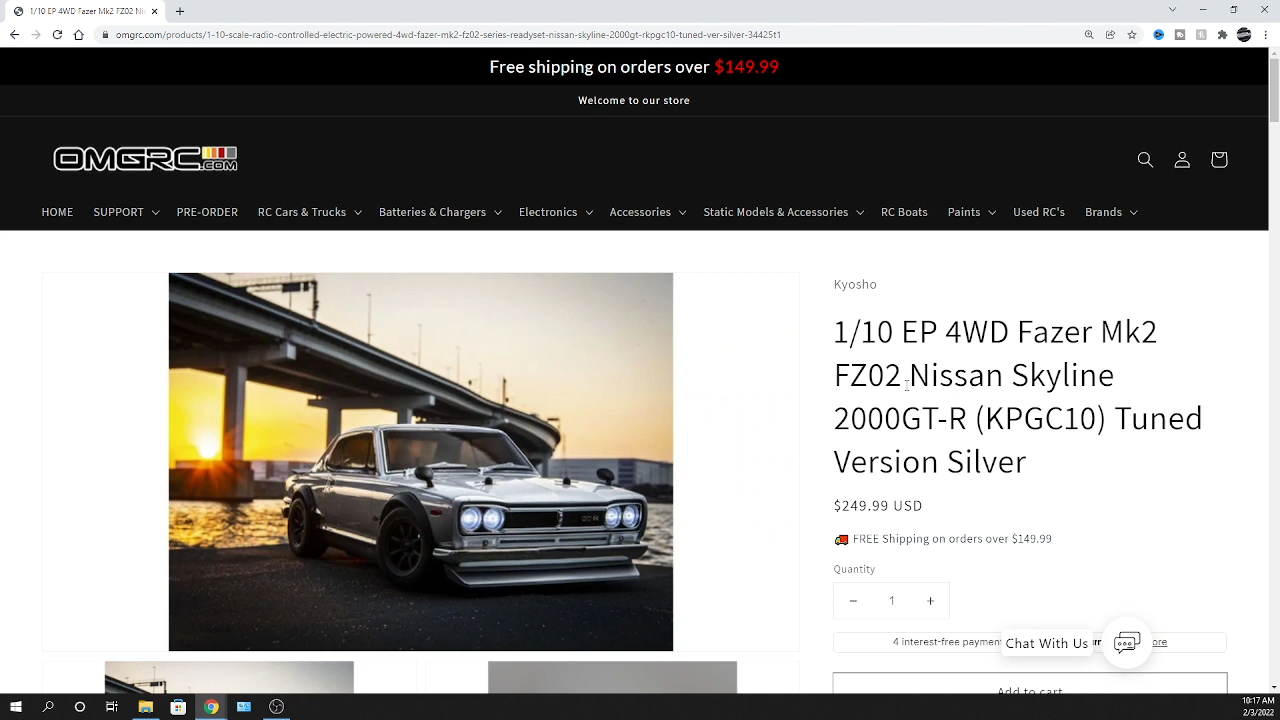 1/10 EP 4WD Fazer Mk2 FZ02 Nis
omgrc.com/products/1-10-scale-radio-controlled-electric-powered-4wd-fazer-mk2-fz02-series-readyset-nissan-skyline-2000gt-rkpgc10-tuned-ver-silver-34425t1
Free shipping on orders over $149.99
Welcome to our store
OMGRC.COM
HOME SUPPORT PRE-ORDER RC Cars & Trucks Batteries & Chargers Electronics Accessories Static Models & Accessories RC Boats Paints Used RC's Brands
Kyosho
1/10 EP 4WD Fazer Mk2
FZ02 Nissan Skyline
2000GT-R (KPGC10) Tuned
Version Silver
$249.99 USD
FREE Shipping on orders over $149.99
Quantity
1
4 interest-free payment
Chat With Us
Add to cart
10:17 AM
2/3/2022